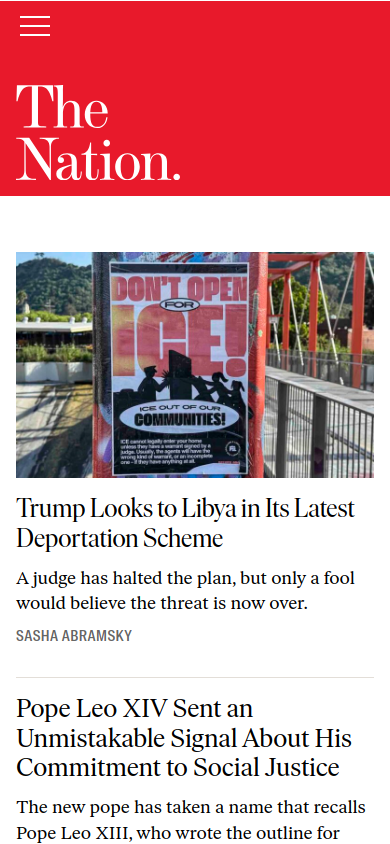 The
Nation.
DON'T OPEN
FOR
ICE!
ICE OUT OF OUR
COMMUNITIES!
ICE cannot legally enter your home
unless they have a warrant signed by a
judge. Usually, the agents will have the
wrong kind of warrant, or an incomplete
one - if they have anything at all.
Trump Looks to Libya in Its Latest
Deportation Scheme
A judge has halted the plan, but only a fool
would believe the threat is now over.
SASHA ABRAMSKY
Pope Leo XIV Sent an
Unmistakable Signal About His
Commitment to Social Justice
The new pope has taken a name that recalls
Pope Leo XIII, who wrote the outline for